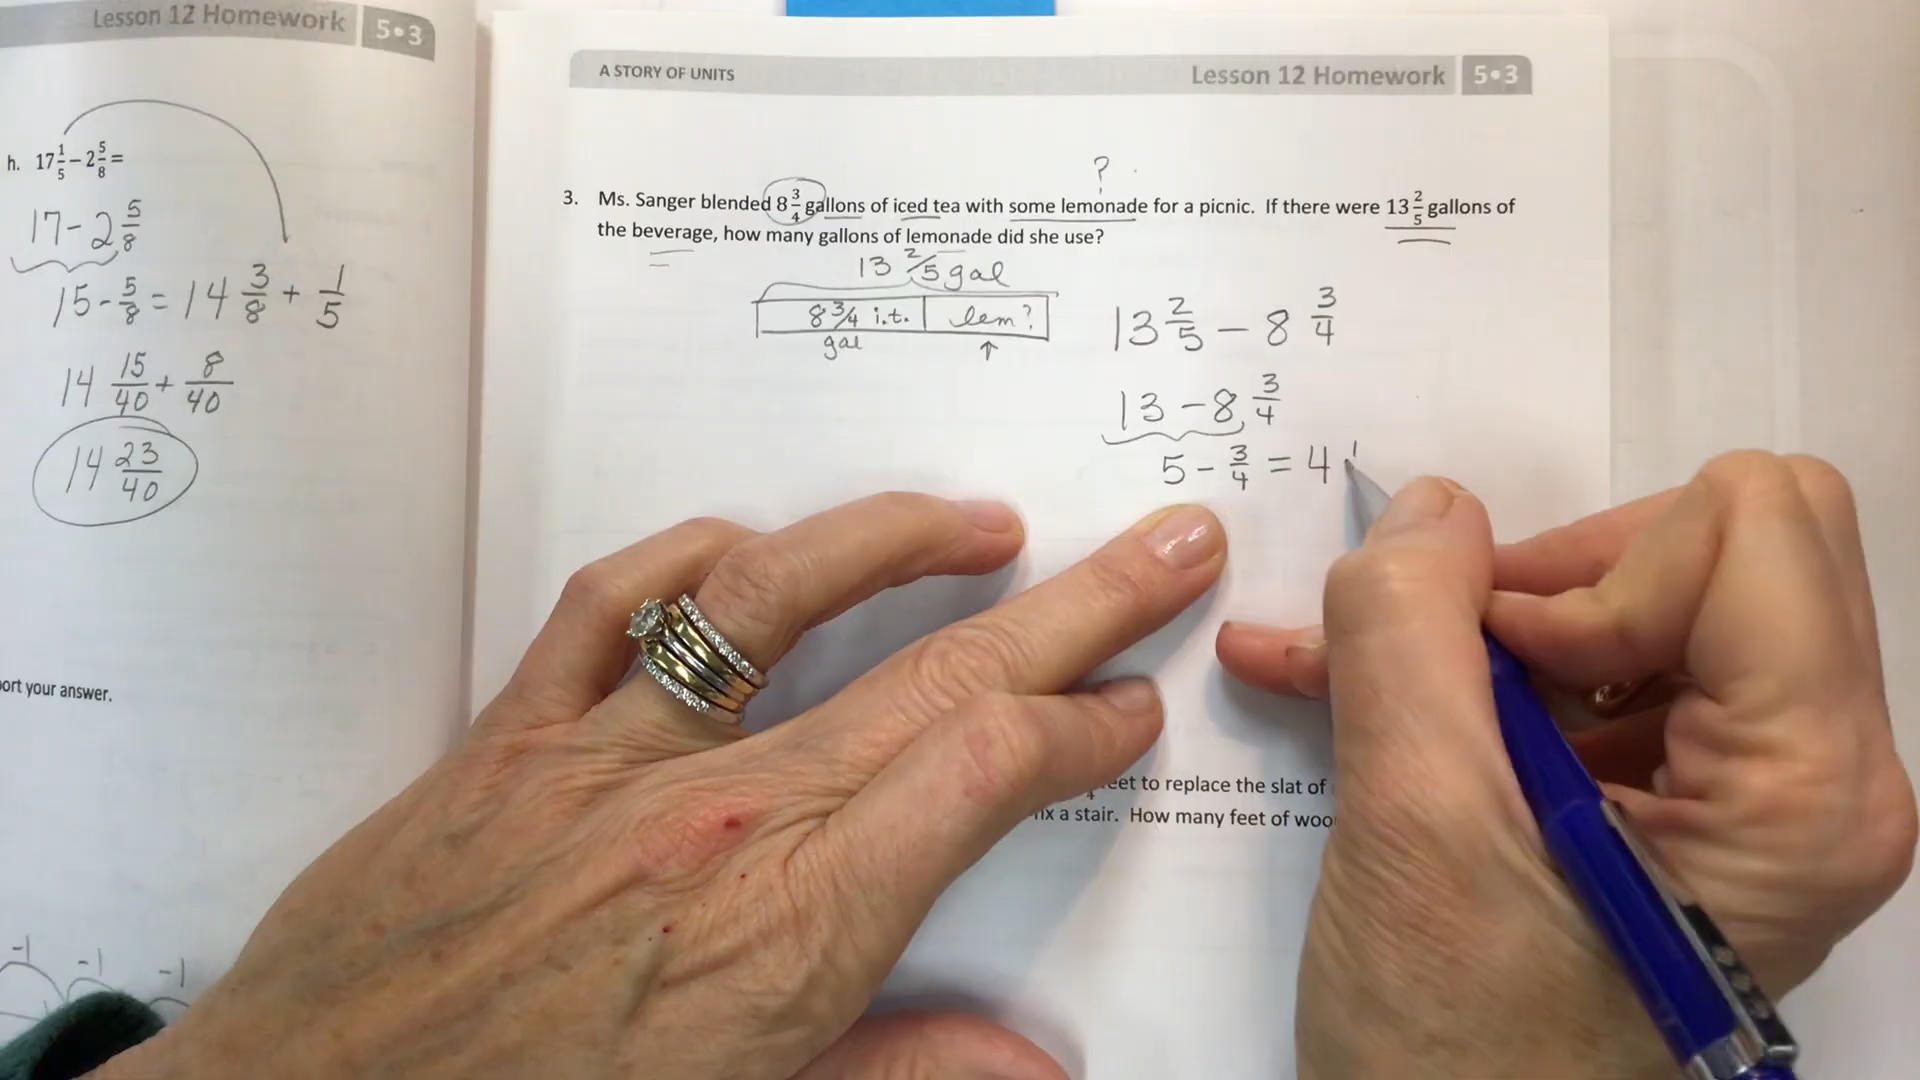 Lesson 12 Homework 5•3
h. 17 1/5 – 2 5/8 =
17 - 2 5/8
15 - 5/8 = 14 3/8 + 1/5
14 15/40 + 8/40
14 23/40
ort your answer.
-1 -1 -1
A STORY OF UNITS Lesson 12 Homework 5•3
?
3. Ms. Sanger blended 8 3/4 gallons of iced tea with some lemonade for a picnic. If there were 13 2/5 gallons of
the beverage, how many gallons of lemonade did she use?
13 2/5 gal
8 3/4 i.t. lem?
gal ↑
13 2/5 - 8 3/4
13 - 8 3/4
5 - 3/4 = 4 1
eet to replace the slat of
a stair. How many feet of woo